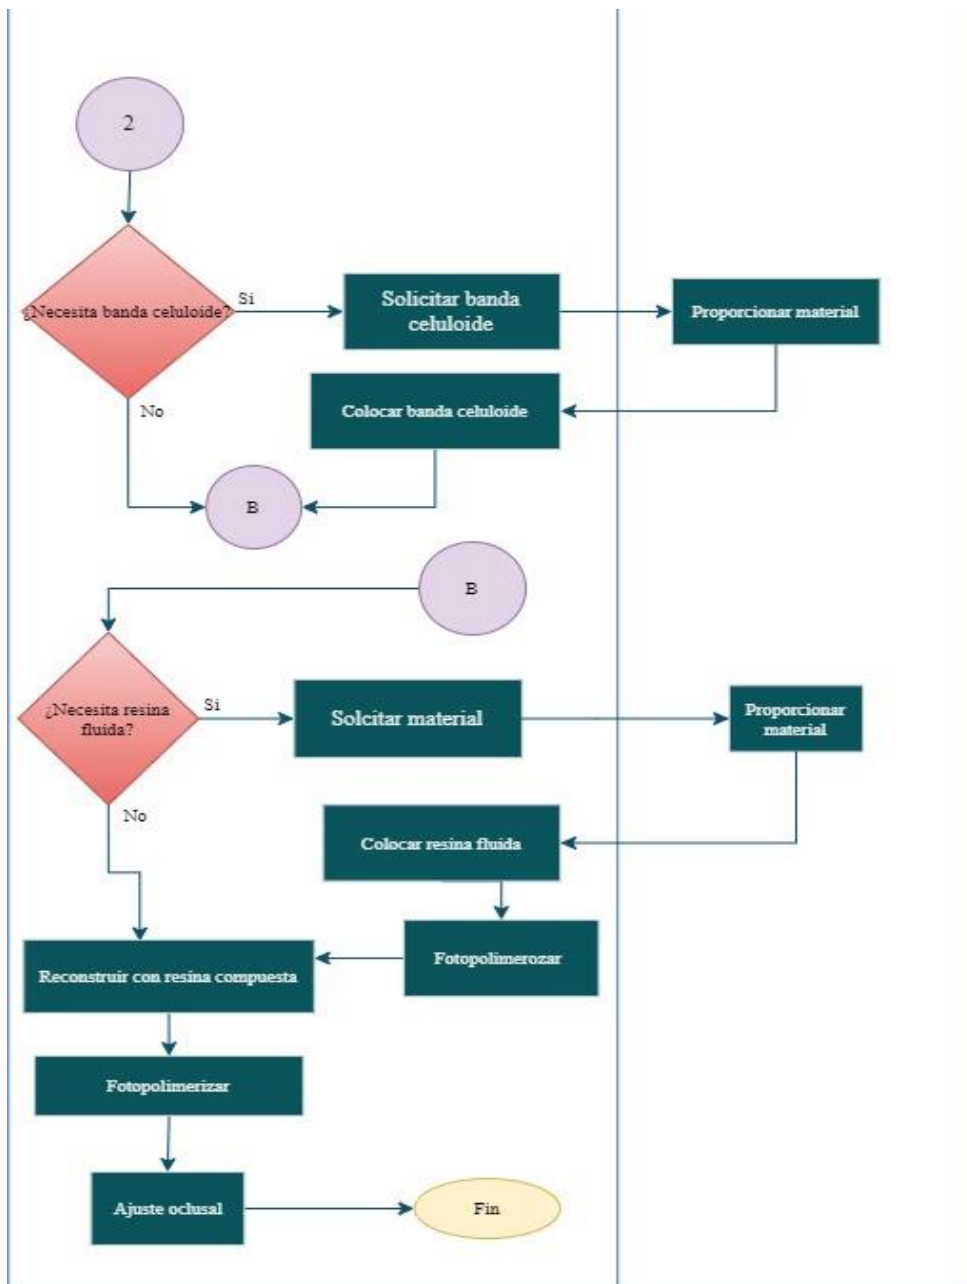 2
¿Necesita banda celuloide?
Si
Solicitar banda
celuloide
Proporcionar material
Colocar banda celuloide
No
B
B
¿Necesita resina
fluida?
Si
Solcitar material
Proporcionar
material
No
Colocar resina fluida
Fotopolimerozar
Reconstruir con resina compuesta
Fotopolimerizar
Ajuste oclusal
Fin